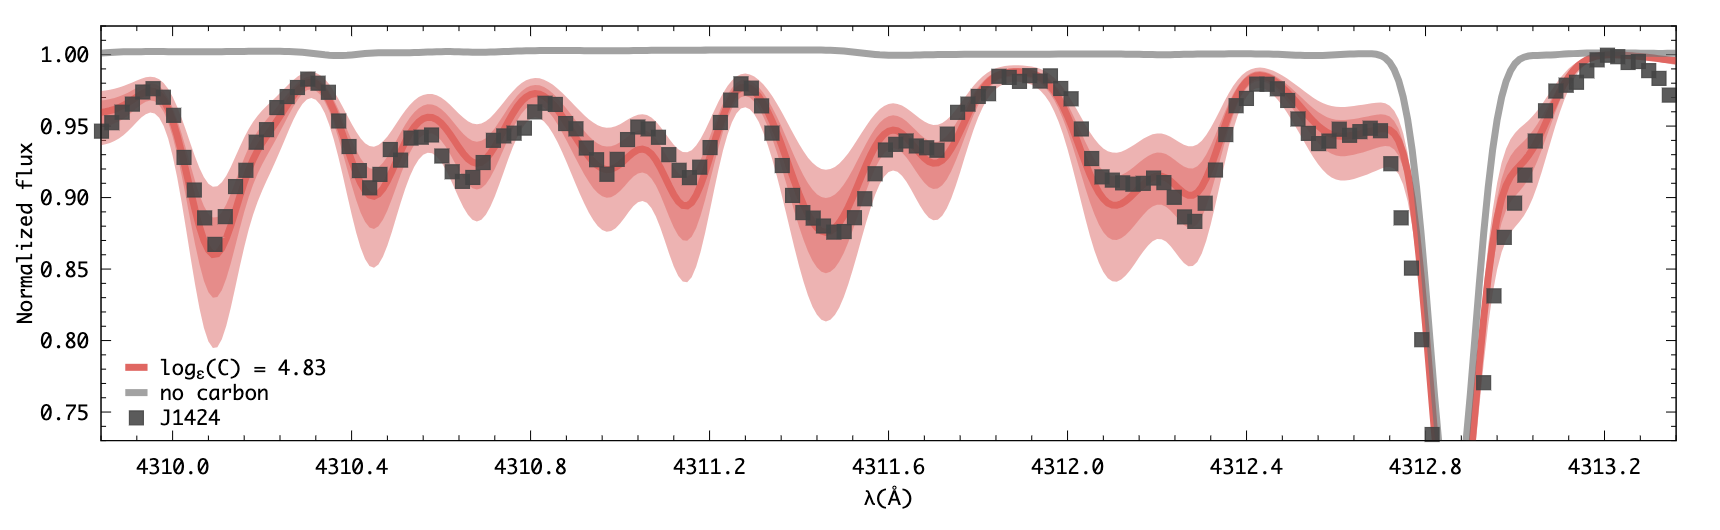 1.00
0.95
0.90
0.85
0.80
0.75
Normalized flux
logε(C) = 4.83
no carbon
J1424
4310.0 4310.4 4310.8 4311.2 4311.6 4312.0 4312.4 4312.8 4313.2
λ(Å)